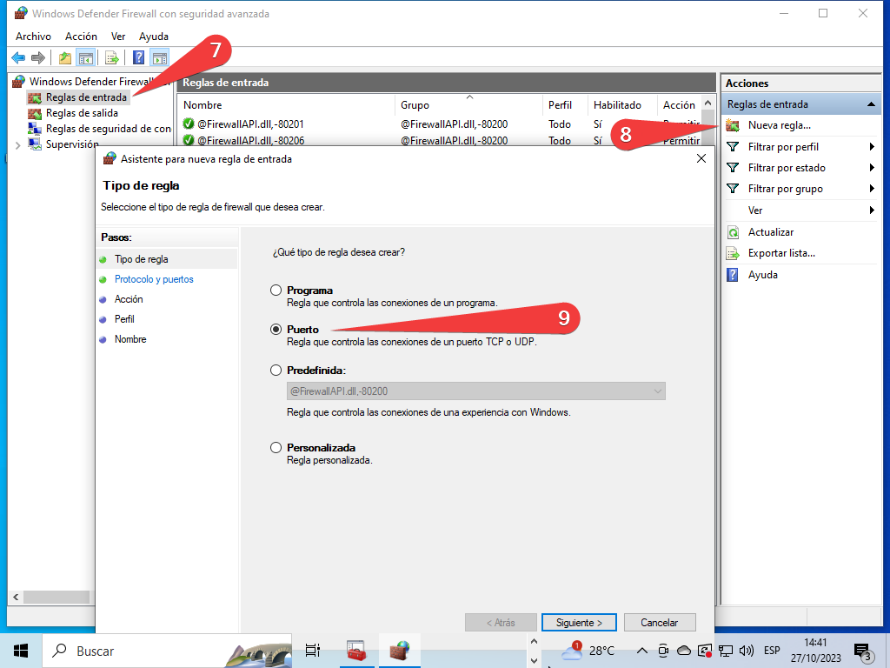 Windows Defender Firewall con seguridad avanzada
Archivo Acción Ver Ayuda
7
Windows Defender Firewall
Reglas de entrada
Reglas de salida
Reglas de seguridad de con
Supervisión
Reglas de entrada
Nombre Grupo Perfil Habilitado Acción
@FirewallAPI.dll,-80201 @FirewallAPI.dll,-80200 Todo Sí Permitir
@FirewallAPI.dll,-80206 @FirewallAPI.dll,-80200 Todo Sí Permitir
8
Acciones
Reglas de entrada
Nueva regla...
Filtrar por perfil
Filtrar por estado
Filtrar por grupo
Ver
Actualizar
Exportar lista...
Ayuda
Asistente para nueva regla de entrada
Tipo de regla
Seleccione el tipo de regla de firewall que desea crear.
Pasos:
Tipo de regla
Protocolo y puertos
Acción
Perfil
Nombre
¿Qué tipo de regla desea crear?
Programa
Regla que controla las conexiones de un programa.
Puerto
9
Regla que controla las conexiones de un puerto TCP o UDP.
Predefinida:
@FirewallAPI.dll,-80200
Regla que controla las conexiones de una experiencia con Windows.
Personalizada
Regla personalizada.
< Atrás Siguiente > Cancelar
Buscar
1
28°C
ESP
14:41
27/10/2023
3